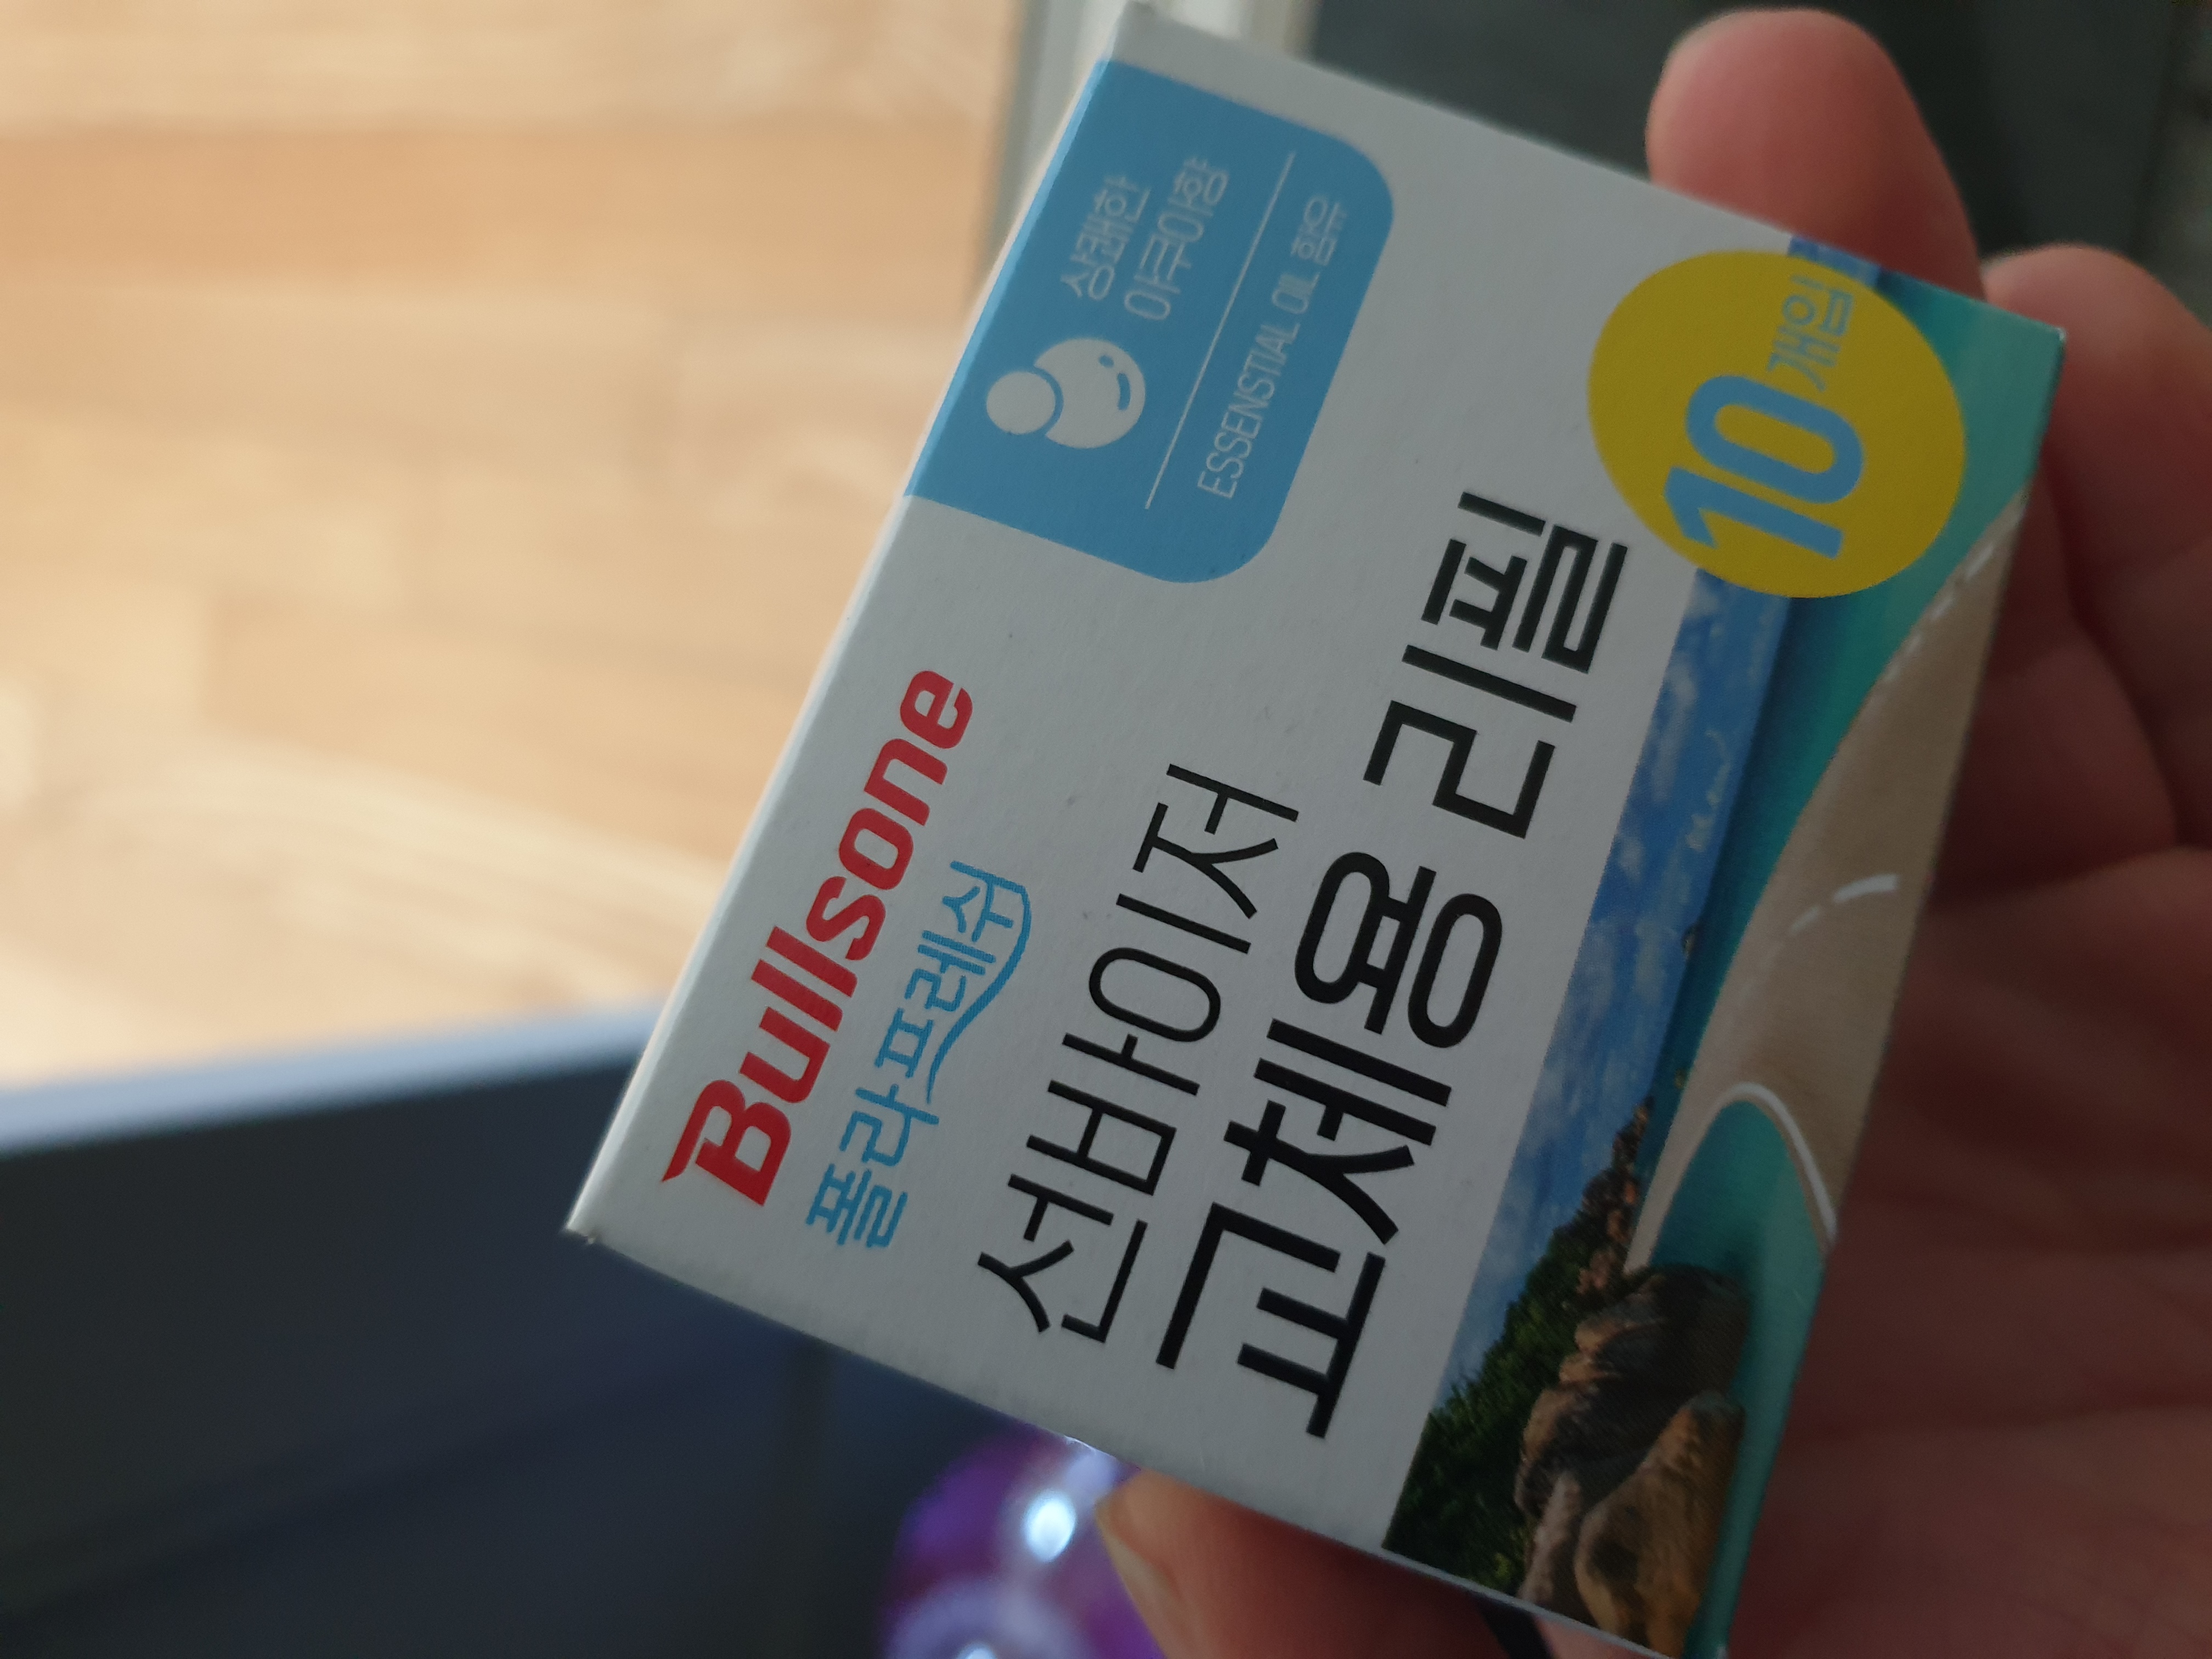 Bullsone
폴라프레쉬
상쾌한
아쿠아향
ESSENSTIAL OIL 함유
선바이저
교체용 리필
10개입